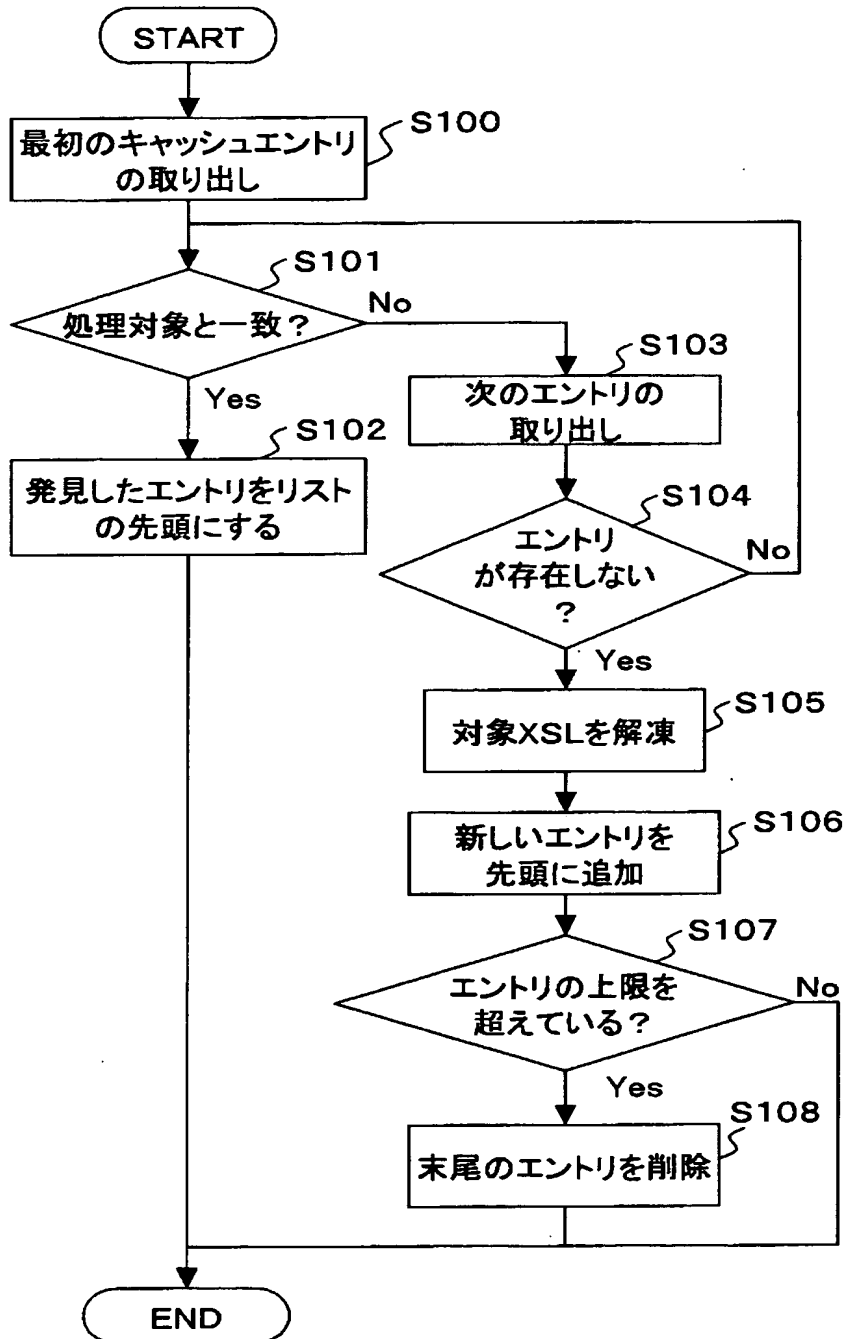 START
S100
最初のキャッシュエントリ
の取り出し
S101
処理対象と一致?
No
Yes
S103
次のエントリの
取り出し
S102
発見したエントリをリスト
の先頭にする
S104
エントリ
が存在しない
?
No
Yes
S105
対象XSLを解凍
S106
新しいエントリを
先頭に追加
S107
エントリの上限を
超えている?
No
Yes
S108
末尾のエントリを削除
END